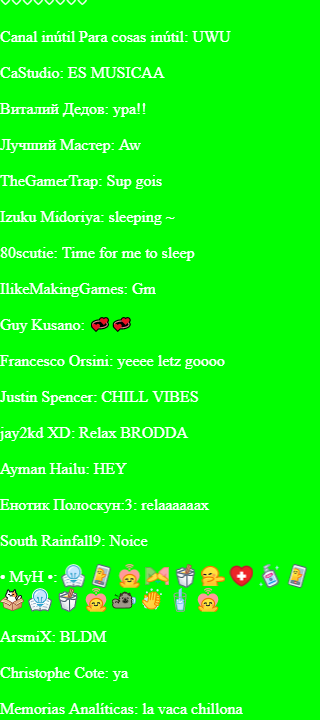 Canal inútil Para cosas inútil: UWU
CaStudio: ES MUSICAA
Виталий Дедов: ура!!
Лучший Мастер: Aw
TheGamerTrap: Sup gois
Izuku Midoriya: sleeping ~
80scutie: Time for me to sleep
IlikeMakingGames: Gm
Guy Kusano:
Francesco Orsini: yeeee letz goooo
Justin Spencer: CHILL VIBES
jay2kd XD: Relax BRODDA
Ayman Hailu: HEY
Енотик Полоскун:3: relaaaaaax
South Rainfall9: Noice
• MyH •:
ArsmiX: BLDM
Christophe Cote: ya
Memorias Analíticas: la vaca chillona